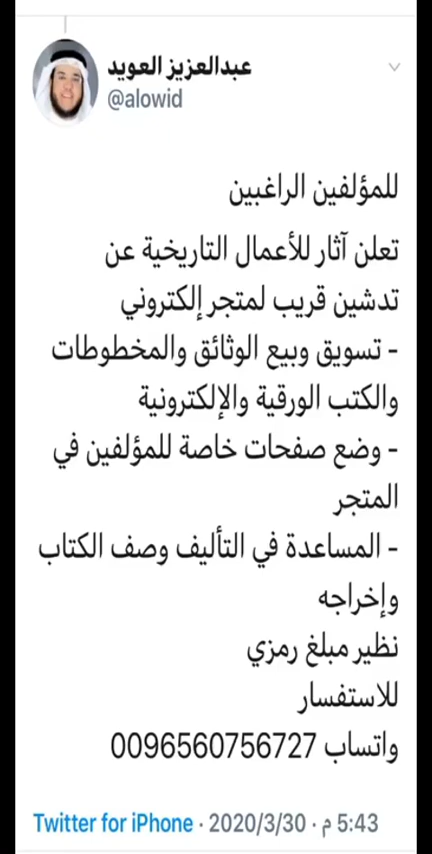 عبدالعزيز العويد
@alowid
للمؤلفين الراغبين
تعلن آثار للأعمال التاريخية عن
تدشين قريب لمتجر إلكتروني
- تسويق وبيع الوثائق والمخطوطات
والكتب الورقية والإلكترونية
- وضع صفحات خاصة للمؤلفين في
المتجر
- المساعدة في التأليف وصف الكتاب
وإخراجه
نظير مبلغ رمزي
للاستفسار
واتساب 0096560756727
5:43 م · 2020/3/30 · Twitter for iPhone